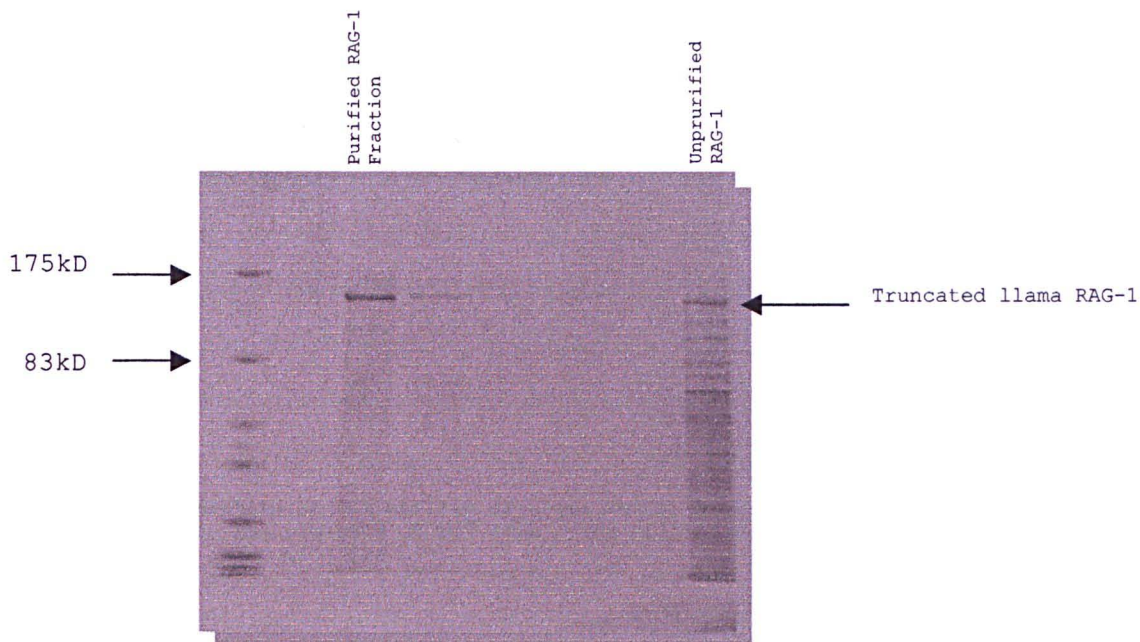 Purified RAG-1
Fraction
Unprurified
RAG-1
175kD
83kD
Truncated llama RAG-1